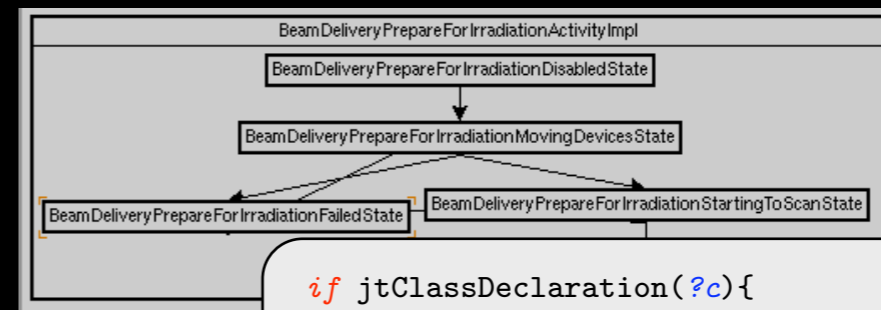 BeamDeliveryPrepareForIrradiationActivityImpl
BeamDeliveryPrepareForIrradiationDisabledState
BeamDeliveryPrepareForIrradiationMovingDevicesState
BeamDeliveryPrepareForIrradiationFailedState
BeamDeliveryPrepareForIrradiationStartingToScanState
if jtClassDeclaration(?c){